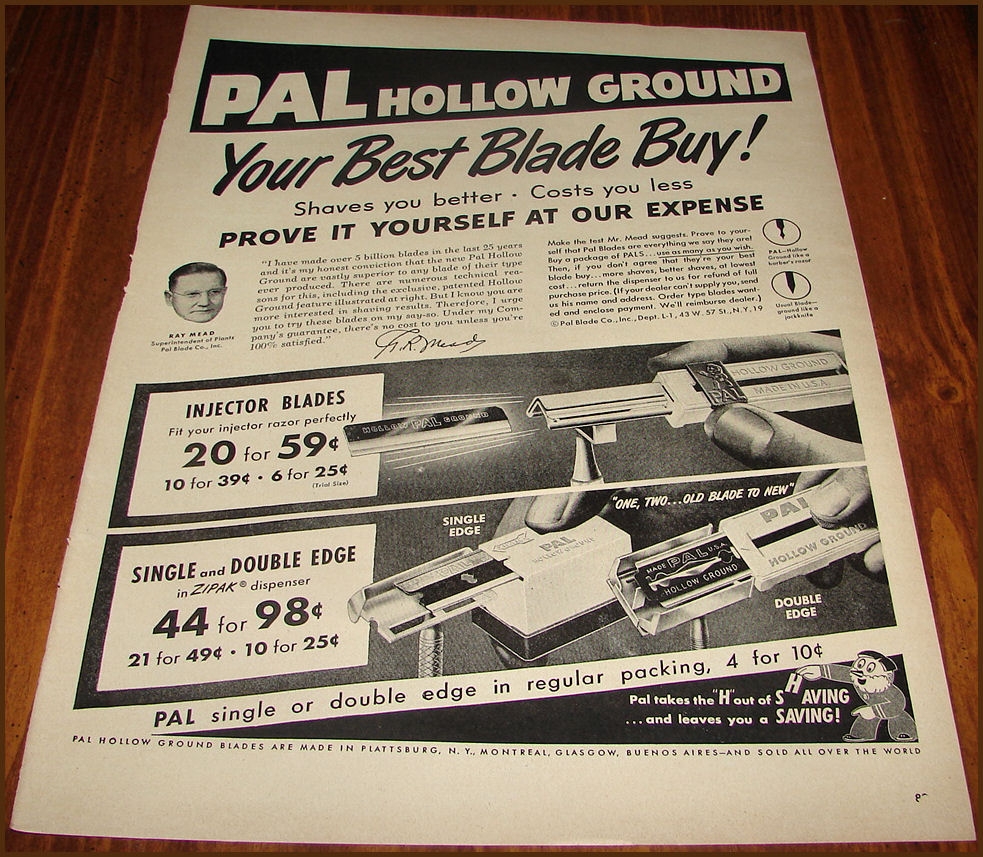 PAL HOLLOW GROUND
Your Best Blade Buy!
Shaves you better · Costs you less
PROVE IT YOURSELF AT OUR EXPENSE
"I have made over 5 billion blades in the last 25 years
and it's my honest conviction that the new Pal Hollow
Ground are vastly superior to any blade of their type
ever produced. There are numerous technical rea-
sons for this, including the exclusive, patented Hollow
Ground feature illustrated at right. But I know you are
more interested in shaving results. Therefore, I urge
you to try these blades on my say-so. Under my Com-
pany's guarantee, there's no cost to you unless you're
100% satisfied."
RAY MEAD
Superintendent of Plants
Pal Blade Co., Inc.
Make the test Mr. Mead suggests. Prove to your-
self that Pal Blades are everything we say they are!
Buy a package of PALS...use as many as you wish.
Then, if you don't agree that they're your best
blade buy...more shaves, better shaves, at lowest
cost...return the dispenser to us for refund of full
purchase price. (If your dealer can't supply you, send
us his name and address. Order type blades want-
ed and enclose payment. We'll reimburse dealer.)
© Pal Blade Co., Inc., Dept. L-1, 43 W. 57 St., N.Y. 19
PAL—Hollow
Ground like a
barber's razor
Usual Blade—
ground like a
jackknife
INJECTOR BLADES
Fit your injector razor perfectly
20 for 59¢
10 for 39¢ · 6 for 25¢
(Trial Size)
HOLLOW PAL GROUND
HOLLOW GROUND
MADE IN U.S.A.
PAL
SINGLE and DOUBLE EDGE
in ZIPAK ® dispenser
44 for 98¢
21 for 49¢ · 10 for 25¢
SINGLE
EDGE
PAL
"ONE, TWO...OLD BLADE TO NEW"
MADE PAL U.S.A.
HOLLOW GROUND
PAL
HOLLOW GROUND
DOUBLE
EDGE
PAL single or double edge in regular packing, 4 for 10¢
Pal takes the "H" out of SHAVING
...and leaves you a SAVING!
PAL HOLLOW GROUND BLADES ARE MADE IN PLATTSBURG, N. Y., MONTREAL, GLASGOW, BUENOS AIRES—AND SOLD ALL OVER THE WORLD